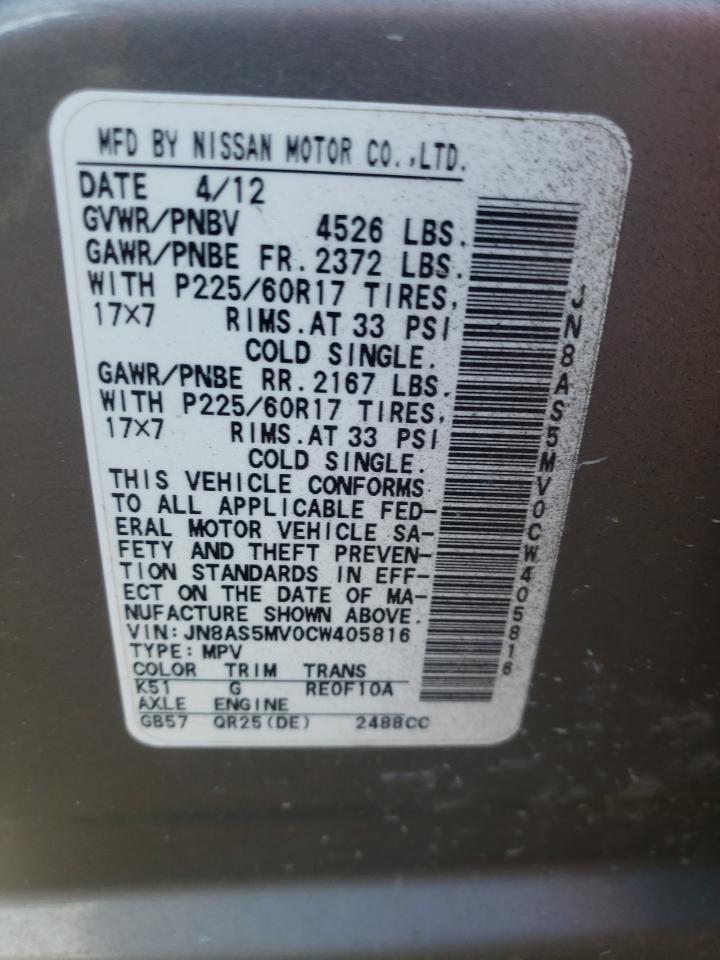 MFD BY NISSAN MOTOR CO.,LTD.
DATE 4/12
GVWR/PNBV 4526 LBS.
GAWR/PNBE FR. 2372 LBS.
WITH P225/60R17 TIRES,
17X7 RIMS. AT 33 PSI
COLD SINGLE.
GAWR/PNBE RR. 2167 LBS.
WITH P225/60R17 TIRES,
17X7 RIMS. AT 33 PSI
COLD SINGLE.
THIS VEHICLE CONFORMS
TO ALL APPLICABLE FED-
ERAL MOTOR VEHICLE SA-
FETY AND THEFT PREVEN-
TION STANDARDS IN EFF-
ECT ON THE DATE OF MA-
NUFACTURE SHOWN ABOVE.
VIN: JN8AS5MV0CW405816
TYPE: MPV
COLOR TRIM TRANS
K51 G RE0F10A
AXLE ENGINE
GB57 QR25(DE) 2488CC
JN8AS5MV0CW405816